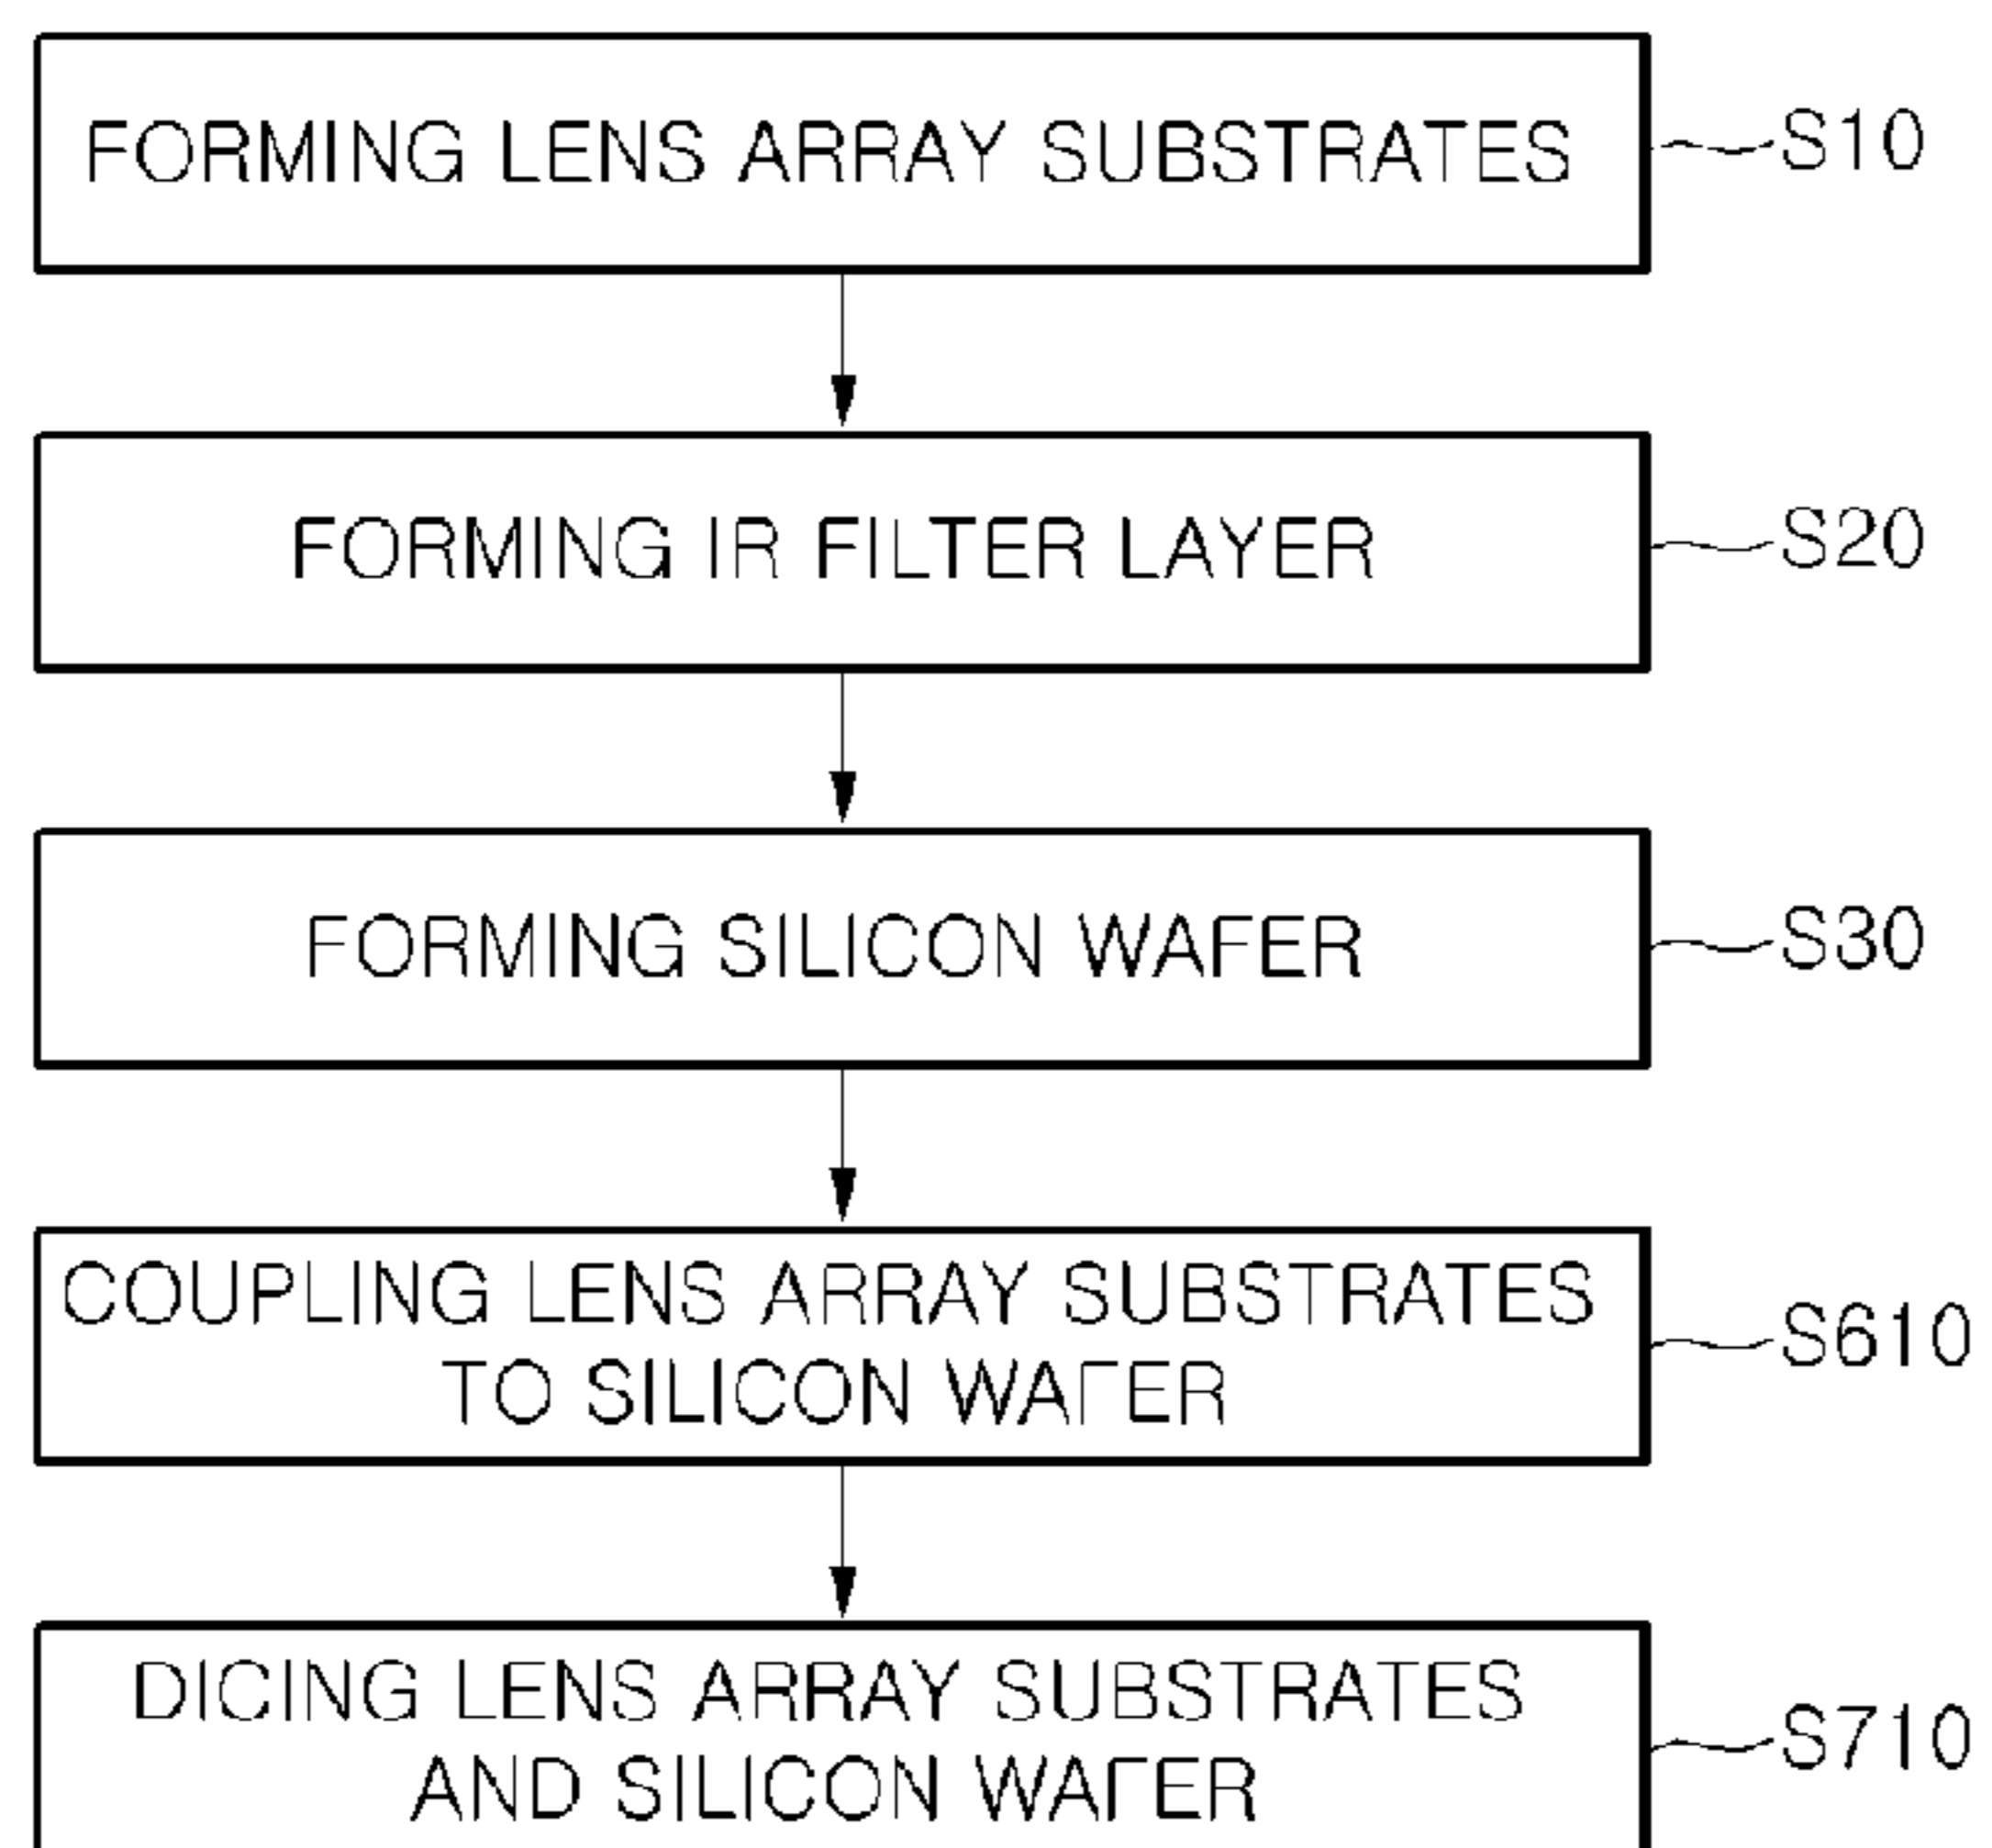 FORMING LENS ARRAY SUBSTRATES
S10
FORMING IR FILTER LAYER
S20
FORMING SILICON WAFER
S30
COUPLING LENS ARRAY SUBSTRATES
TO SILICON WAFER
S610
DICING LENS ARRAY SUBSTRATES
AND SILICON WAFER
S710